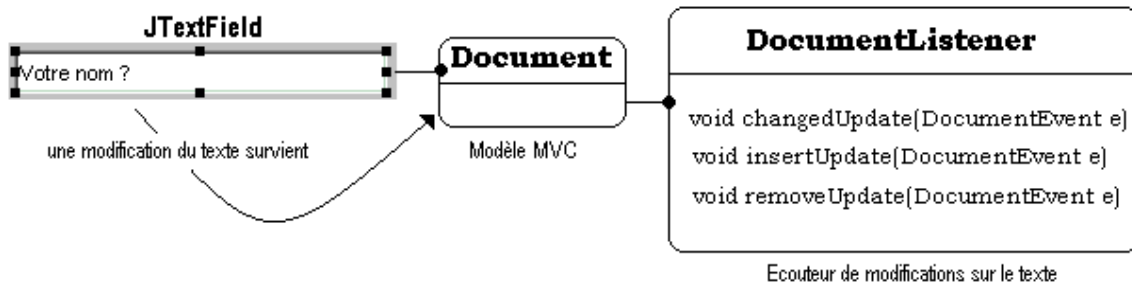 JTextField
Votre nom ?
une modification du texte survient
Document
Modèle MVC
DocumentListener
void changedUpdate(DocumentEvent e)
void insertUpdate(DocumentEvent e)
void removeUpdate(DocumentEvent e)
Ecouteur de modifications sur le texte